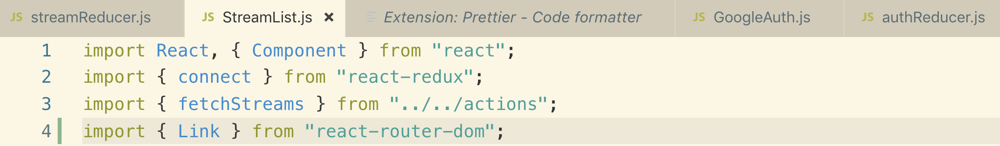 JS streamReducer.js JS StreamList.js × Extension: Prettier - Code formatter JS GoogleAuth.js JS authReducer.js
1 import React, { Component } from "react";
2 import { connect } from "react-redux";
3 import { fetchStreams } from "../../actions";
4 import { Link } from "react-router-dom";